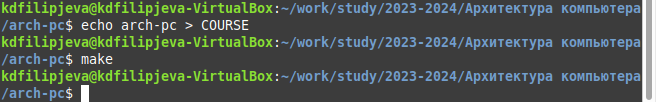 kdfilipjeva@kdfilipjeva-VirtualBox:~/work/study/2023-2024/Архитектура компьютера
/arch-pc$ echo arch-pc > COURSE
kdfilipjeva@kdfilipjeva-VirtualBox:~/work/study/2023-2024/Архитектура компьютера
/arch-pc$ make
kdfilipjeva@kdfilipjeva-VirtualBox:~/work/study/2023-2024/Архитектура компьютера
/arch-pc$